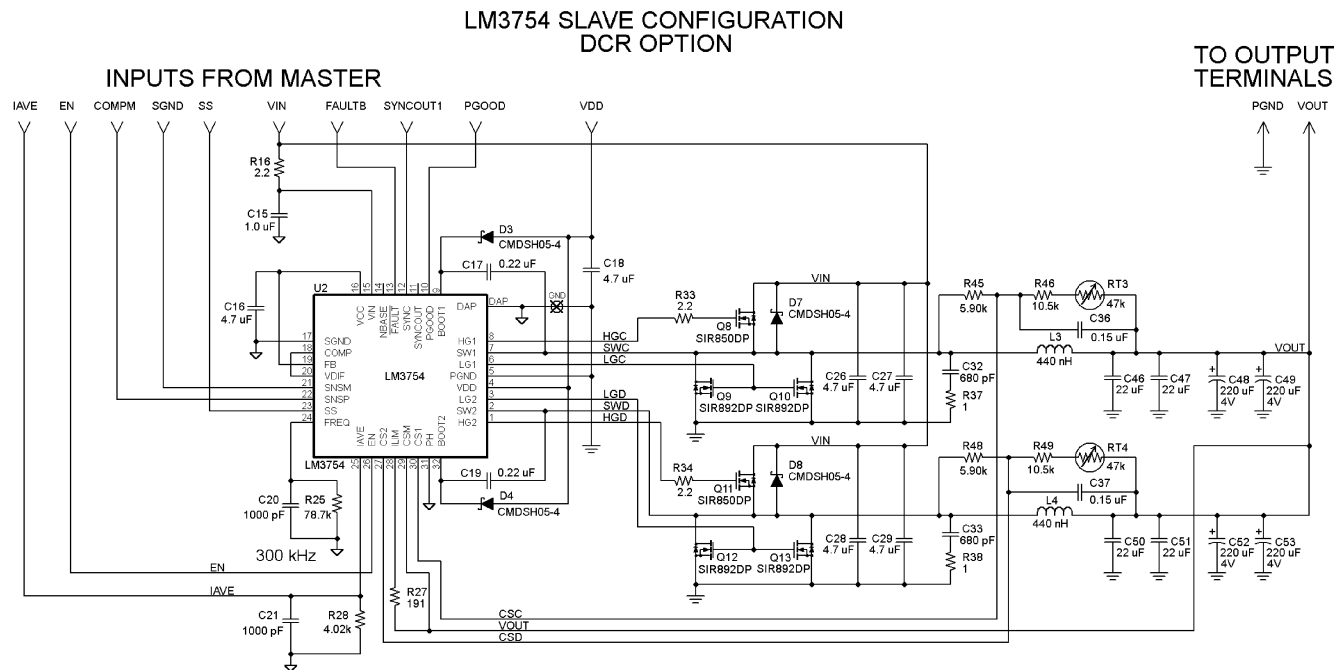 LM3754 SLAVE CONFIGURATION
DCR OPTION
TO OUTPUT
TERMINALS
INPUTS FROM MASTER
IAVE EN COMPM SGND SS VIN FAULTB SYNCOUT1 PGOOD VDD PGND VOUT
R16
2.2
C15
1.0 uF
D3
CMDSH05-4
C17 0.22 uF
C18
4.7 uF
C16
4.7 uF
U2
16 15 14 13 12 11 10 9
VCC
VIN
NBASE
FAULT
SYNC
SYNCOUT
PGOOD
BOOT1
DAP
DAP
GND
17 SGND
18 COMP
19 FB
20 VDIF
21 SNSM
22 SNSP
23 SS
24 FREQ
LM3754
HG1 8 HGC
SW1 7 SWC
LG1 6 LGC
PGND 5
VDD 4
LG2 3 LGD
SW2 2 SWD
HG2 1 HGD
IAVE
EN
CS2
ILIM
CSM
CS1
PH
BOOT2
LM3754
25 26 27 28 29 30 31 32
C19 0.22 uF
D4
CMDSH05-4
C20
1000 pF
R25
78.7k
300 kHz
EN
IAVE
C21
1000 pF
R28
4.02k
R27
191
CSC
VOUT
CSD
R33
2.2
Q8
SIR850DP
VIN
D7
CMDSH05-4
Q9
SIR892DP
Q10
SIR892DP
C26
4.7 uF
C27
4.7 uF
C32
680 pF
R37
1
R45
5.90k
R46
10.5k
RT3
47k
C36
0.15 uF
L3
440 nH
VOUT
C46
22 uF
C47
22 uF
C48
220 uF
4V
C49
220 uF
4V
R34
2.2
Q11
SIR850DP
VIN
D8
CMDSH05-4
Q12
SIR892DP
Q13
SIR892DP
C28
4.7 uF
C29
4.7 uF
C33
680 pF
R38
1
R48
5.90k
R49
10.5k
RT4
47k
C37
0.15 uF
L4
440 nH
C50
22 uF
C51
22 uF
C52
220 uF
4V
C53
220 uF
4V